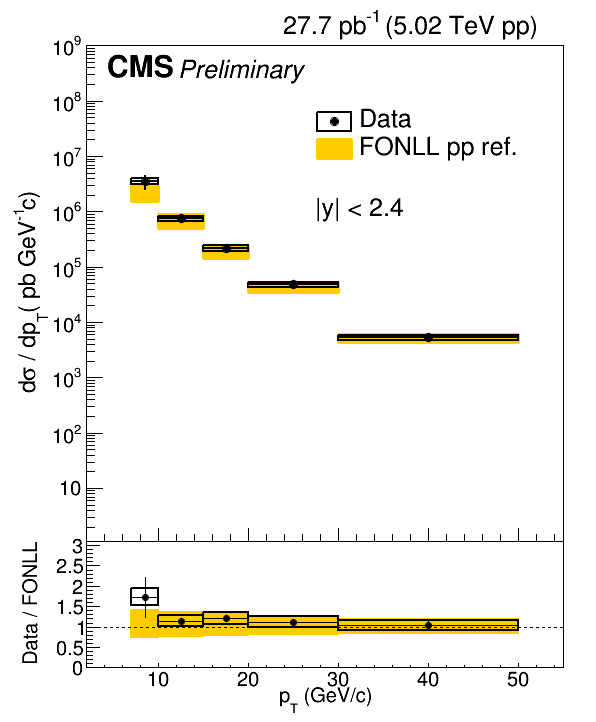 27.7 pb⁻¹ (5.02 TeV pp)
CMS Preliminary
Data
FONLL pp ref.
|y| < 2.4
10⁹
10⁸
10⁷
10⁶
10⁵
10⁴
10³
10²
10
dσ / dp_T( pb GeV⁻¹c)
3
2.5
2
1.5
1
0.5
0
Data / FONLL
10 20 30 40 50
p_T (GeV/c)